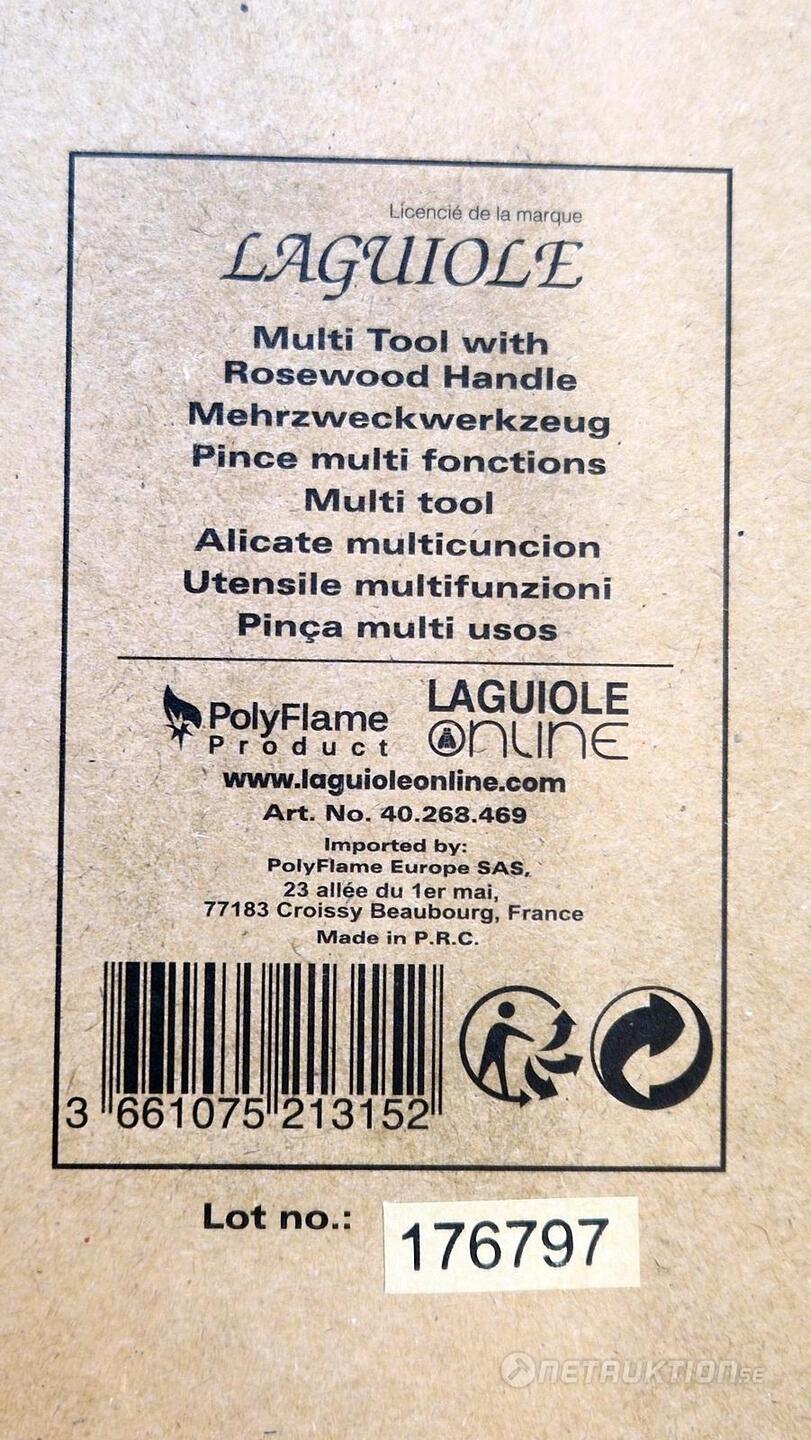 Licencié de la marque
LAGUIOLE
Multi Tool with
Rosewood Handle
Mehrzweckwerkzeug
Pince multi fonctions
Multi tool
Alicate multicuncion
Utensile multifunzioni
Pinça multi usos
PolyFlame
Product
LAGUIOLE
ONLINE
www.laguioleonline.com
Art. No. 40.268.469
Imported by:
PolyFlame Europe SAS,
23 allée du 1er mai,
77183 Croissy Beaubourg, France
Made in P.R.C.
3 661075 213152
Lot no.: 176797
NETAUKTION.SE